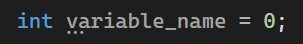 int variable_name = 0;